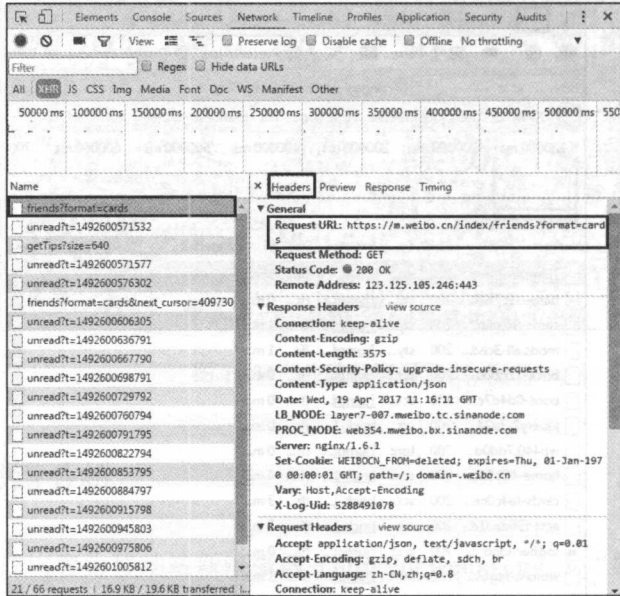 Elements Console Sources Network Timeline Profiles Application Security Audits
View: Preserve log Disable cache Offline No throttling
Filter Regex Hide data URLs
All XHR JS CSS Img Media Font Doc WS Manifest Other
50000 ms 100000 ms 150000 ms 200000 ms 250000 ms 300000 ms 350000 ms 400000 ms 450000 ms 500000 ms 550
Name
friends?format=cards
unread?t=1492600571532
getTips?size=640
unread?t=1492600571577
unread?t=1492600576302
friends?format=cards&next_cursor=409730
unread?t=1492600606305
unread?t=1492600636791
unread?t=1492600667790
unread?t=1492600698791
unread?t=1492600729792
unread?t=1492600760794
unread?t=1492600791795
unread?t=1492600822794
unread?t=1492600853795
unread?t=1492600884797
unread?t=1492600915798
unread?t=1492600945803
unread?t=1492600975806
unread?t=1492601005812
21 / 66 requests | 16.9 KB / 19.6 KB transferred
× Headers Preview Response Timing
General
Request URL: https://m.weibo.cn/index/friends?format=card
s
Request Method: GET
Status Code: 200 OK
Remote Address: 123.125.105.246:443
Response Headers view source
Connection: keep-alive
Content-Encoding: gzip
Content-Length: 3575
Content-Security-Policy: upgrade-insecure-requests
Content-Type: application/json
Date: Wed, 19 Apr 2017 11:16:11 GMT
LB_NODE: layer7-007.mweibo.tc.sinanode.com
PROC_NODE: web354.mweibo.bx.sinanode.com
Server: nginx/1.6.1
Set-Cookie: WEIBOCN_FROM=deleted; expires=Thu, 01-Jan-197
0 00:00:01 GMT; path=/; domain=.weibo.cn
Vary: Host,Accept-Encoding
X-Log-Uid: 5288491078
Request Headers view source
Accept: application/json, text/javascript, */*; q=0.01
Accept-Encoding: gzip, deflate, sdch, br
Accept-Language: zh-CN,zh;q=0.8
Connection: keep-alive